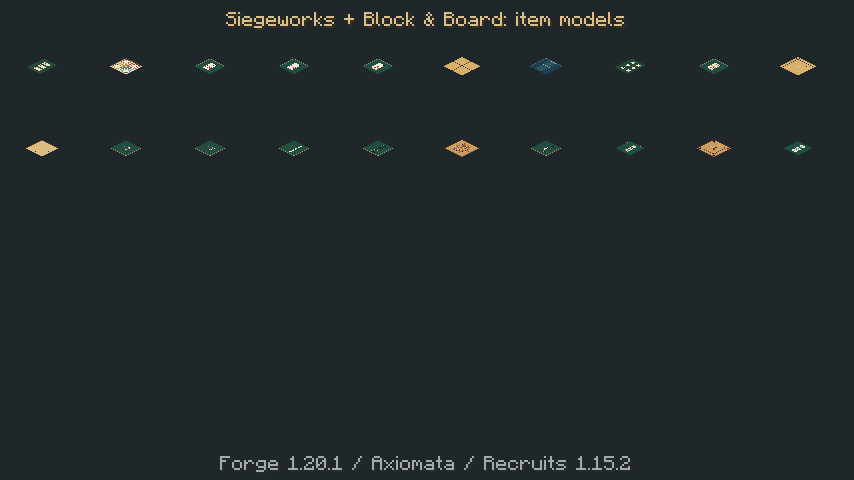 Siegeworks + Block & Board: item models
Forge 1.20.1 / Axiomata / Recruits 1.15.2